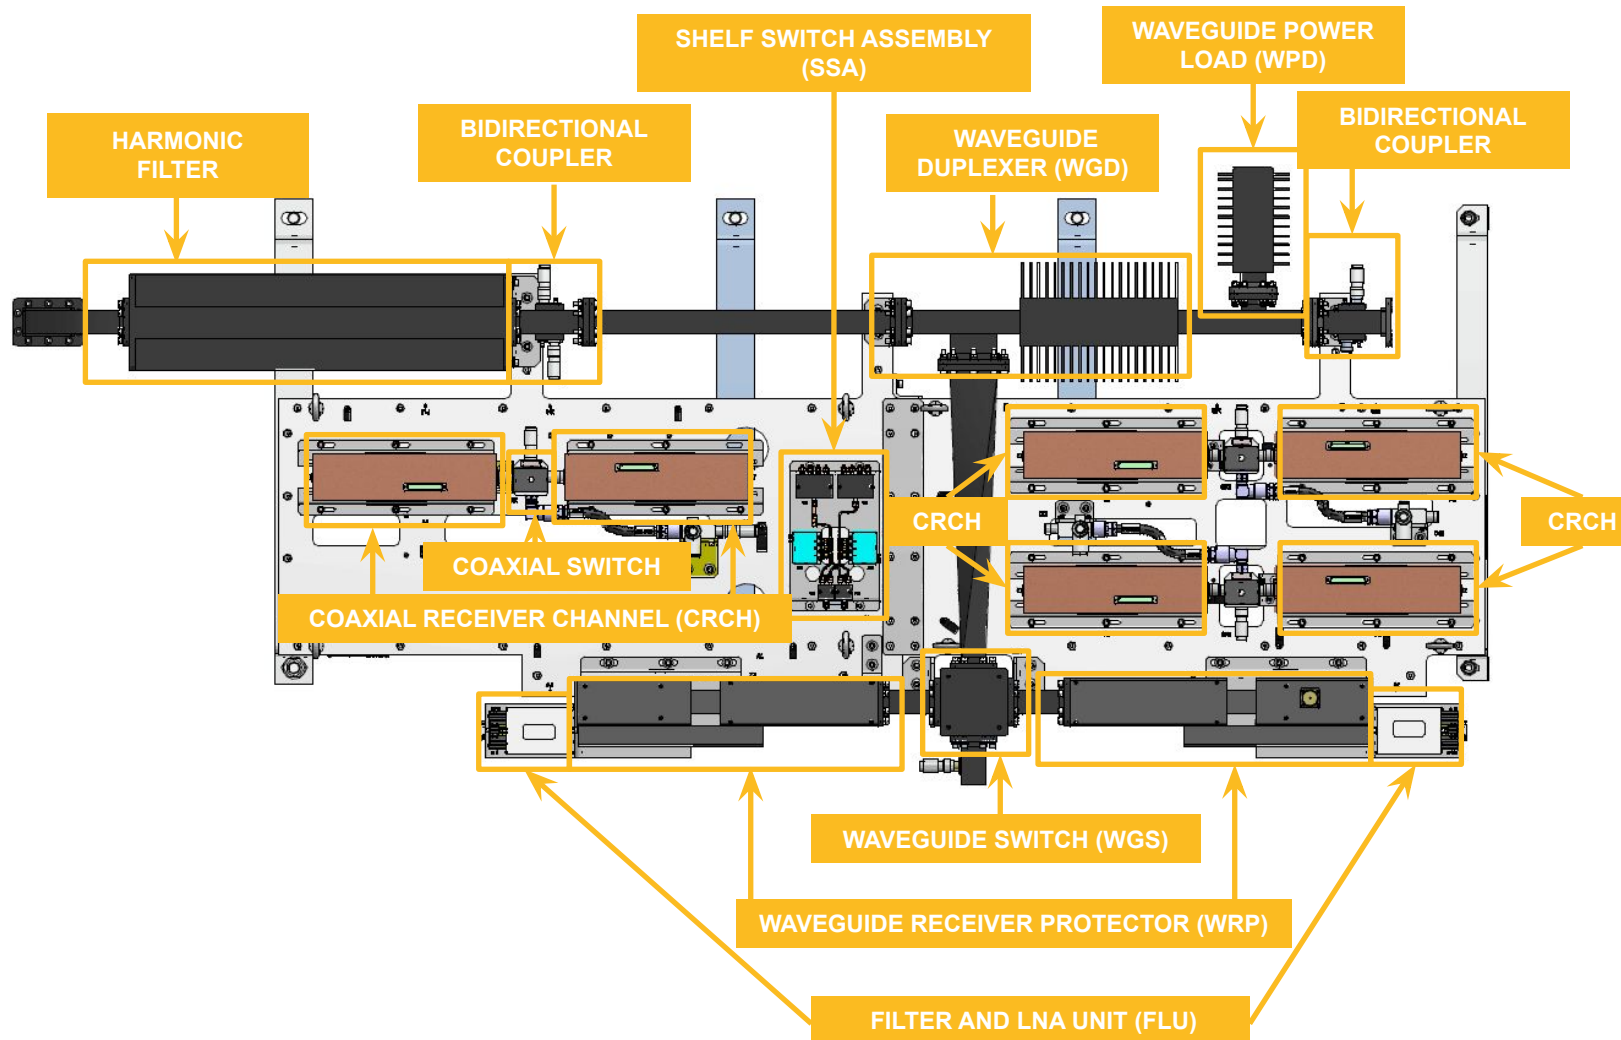 SHELF SWITCH ASSEMBLY
(SSA)
WAVEGUIDE POWER
LOAD (WPD)
HARMONIC
FILTER
BIDIRECTIONAL
COUPLER
WAVEGUIDE
DUPLEXER (WGD)
BIDIRECTIONAL
COUPLER
CRCH
CRCH
COAXIAL SWITCH
COAXIAL RECEIVER CHANNEL (CRCH)
WAVEGUIDE SWITCH (WGS)
WAVEGUIDE RECEIVER PROTECTOR (WRP)
FILTER AND LNA UNIT (FLU)